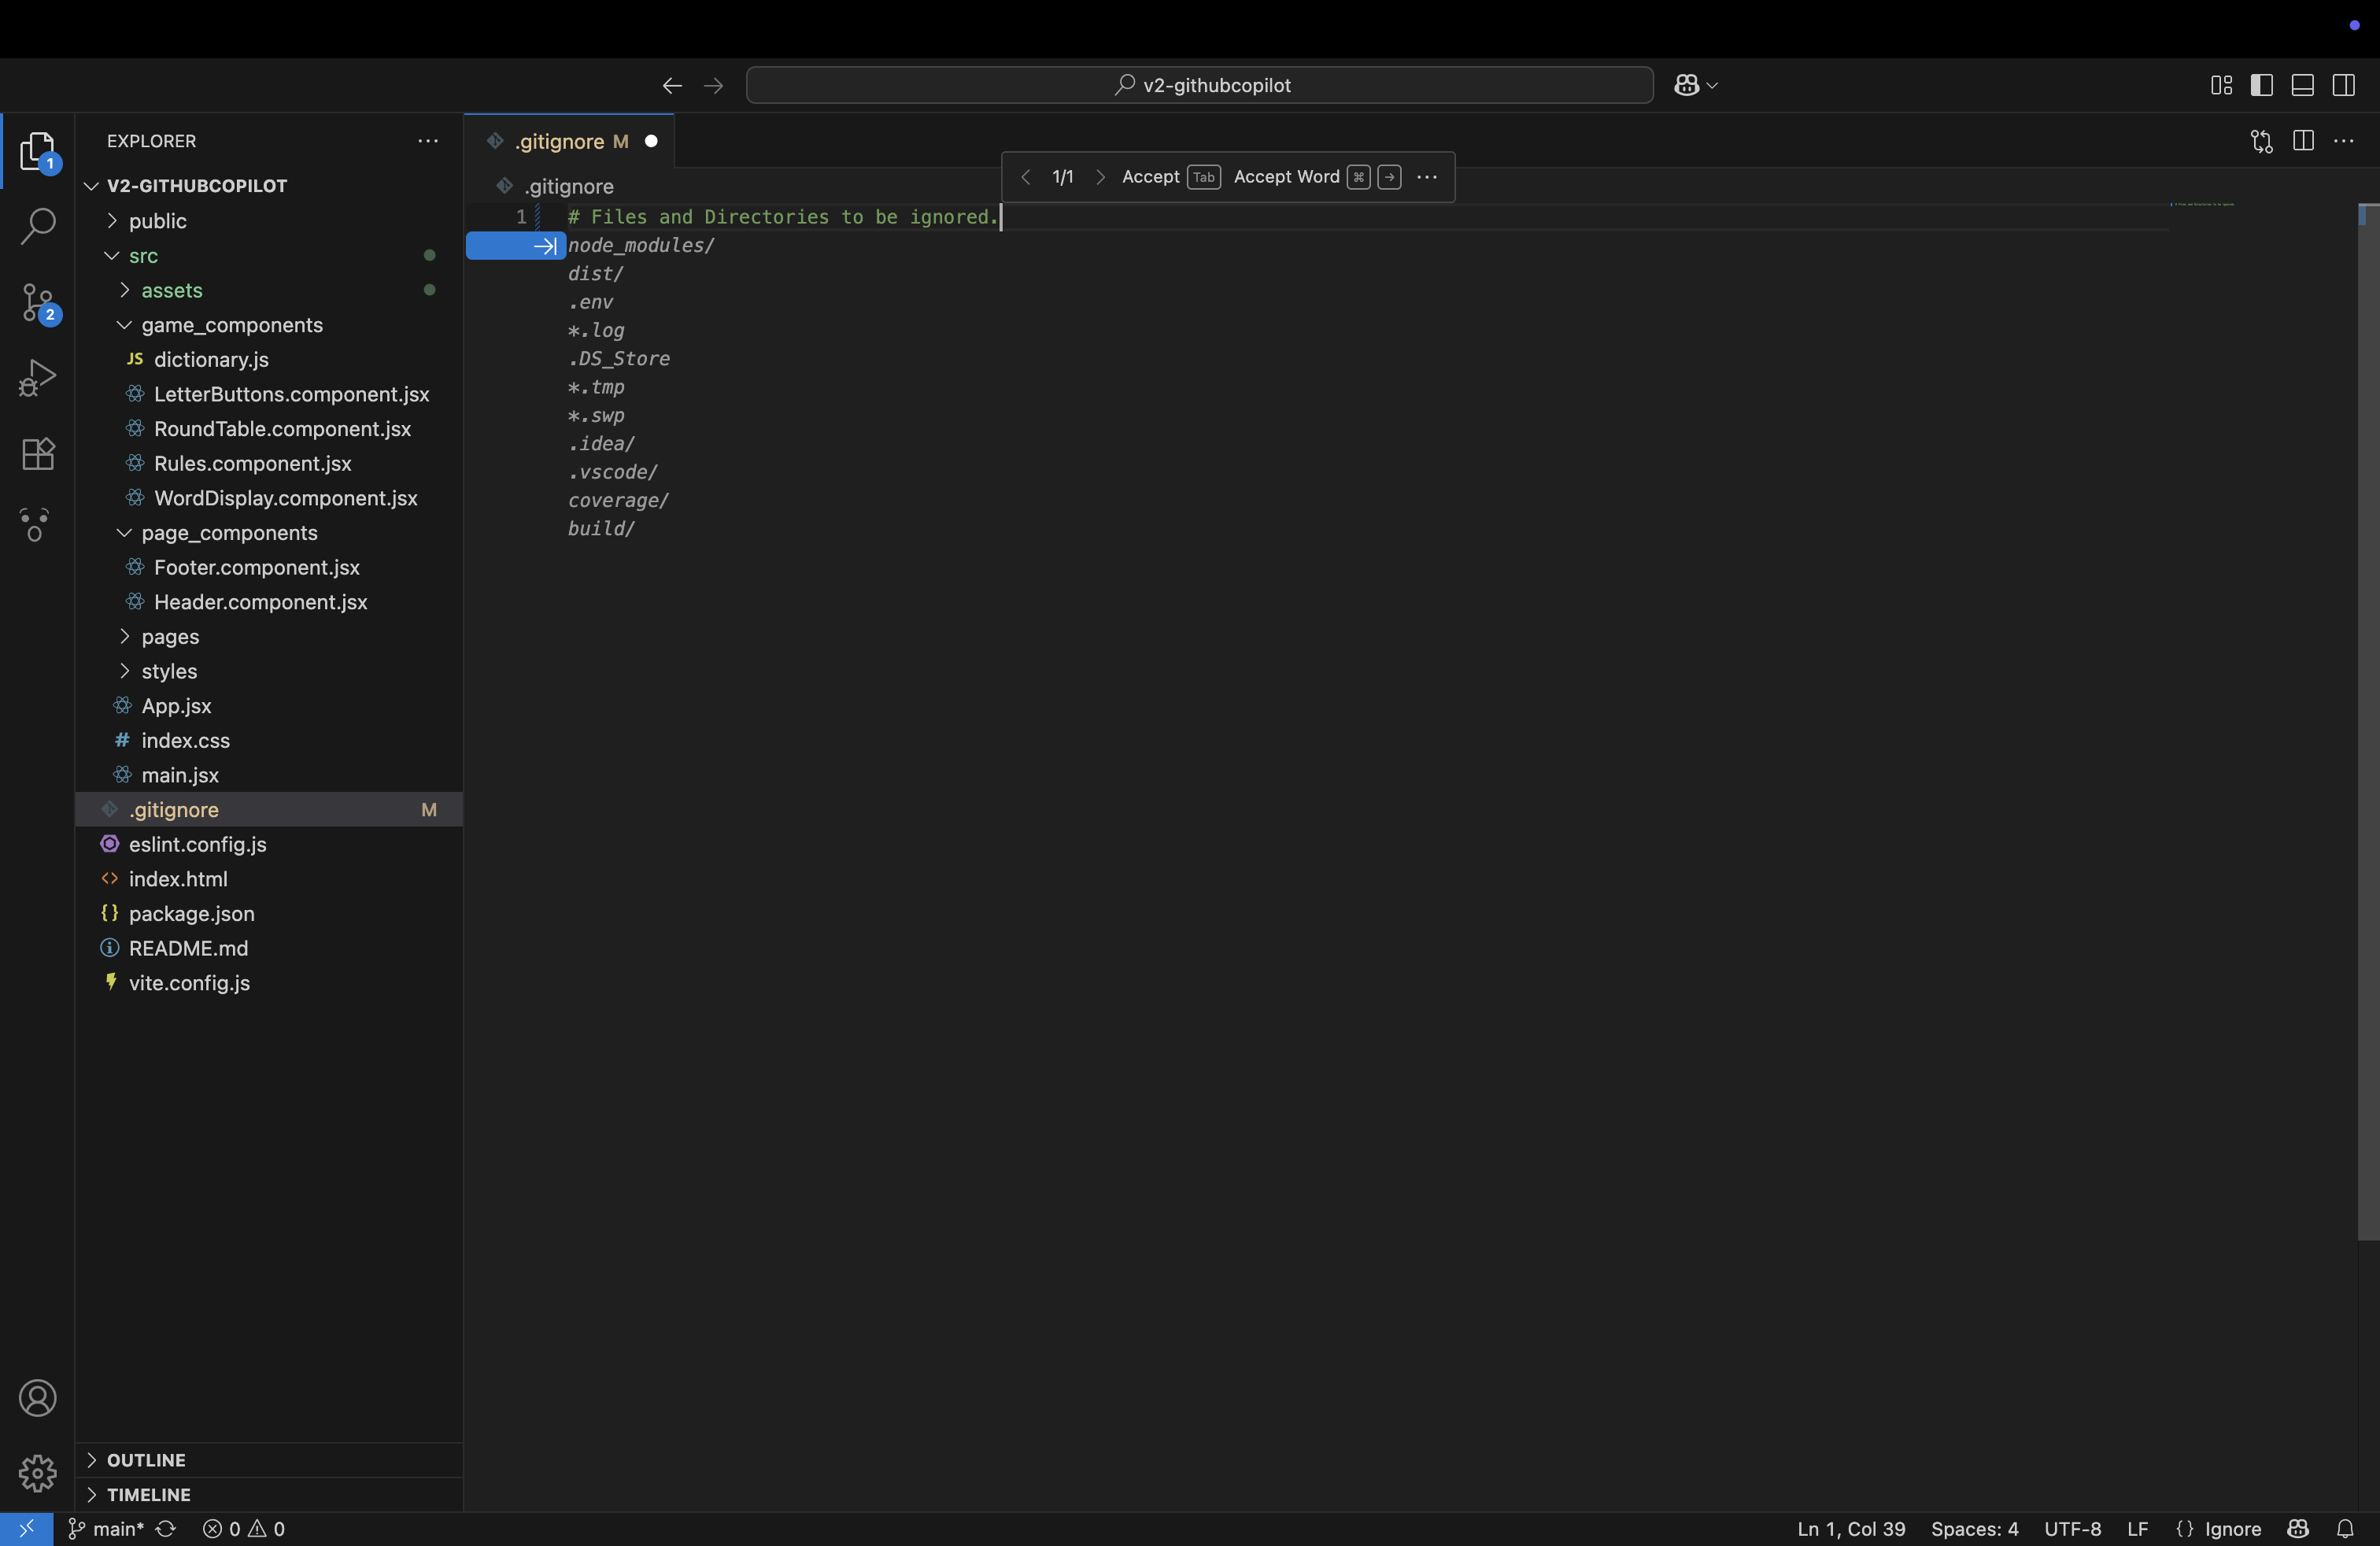 v2-githubcopilot
EXPLORER
1
V2-GITHUBCOPILOT
public
src
assets
2
game_components
JS dictionary.js
LetterButtons.component.jsx
RoundTable.component.jsx
Rules.component.jsx
WordDisplay.component.jsx
page_components
Footer.component.jsx
Header.component.jsx
pages
styles
App.jsx
# index.css
main.jsx
.gitignore M
eslint.config.js
<> index.html
{} package.json
README.md
vite.config.js
OUTLINE
TIMELINE
.gitignore M
.gitignore
1/1 Accept Tab Accept Word ⌘ →
1 # Files and Directories to be ignored.
node_modules/
dist/
.env
*.log
.DS_Store
*.tmp
*.swp
.idea/
.vscode/
coverage/
build/
main* 0 0 Ln 1, Col 39 Spaces: 4 UTF-8 LF {} Ignore